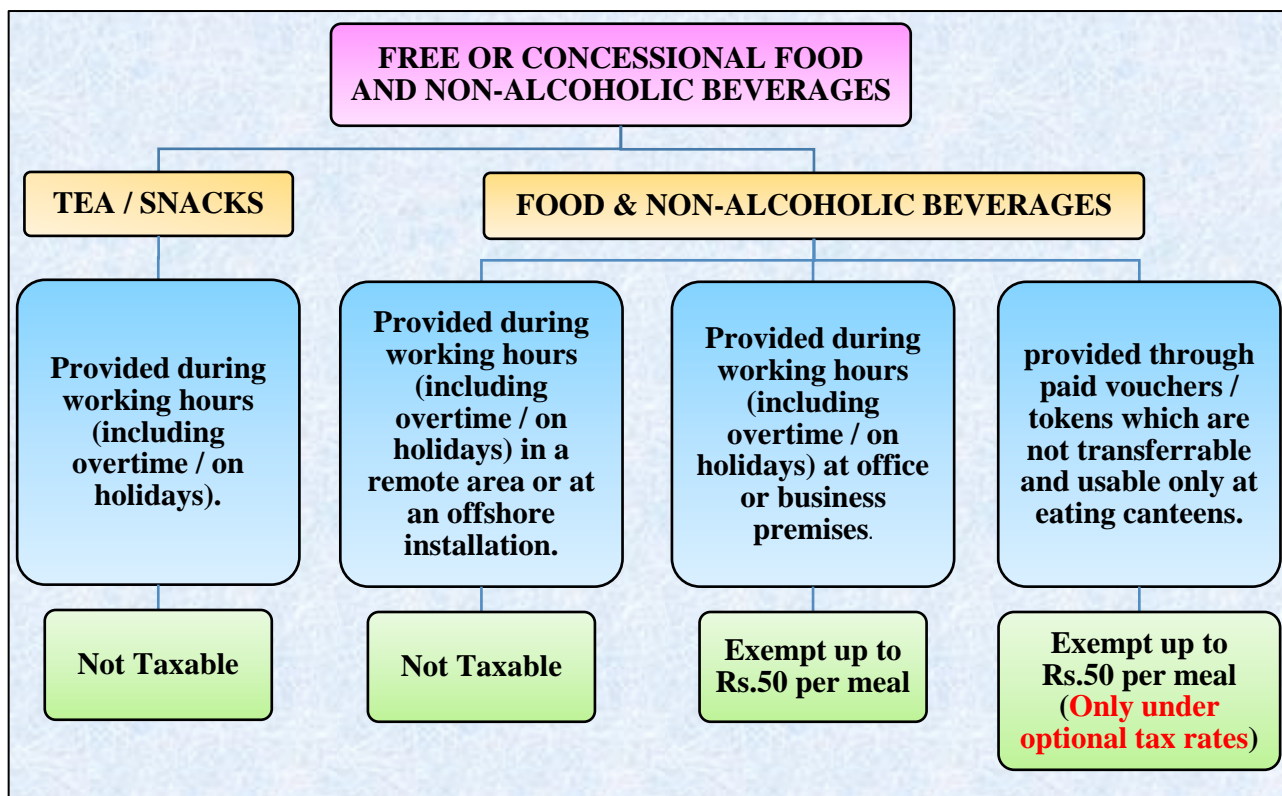 FREE OR CONCESSIONAL FOOD
AND NON-ALCOHOLIC BEVERAGES
TEA / SNACKS
FOOD & NON-ALCOHOLIC BEVERAGES
Provided during
working hours
(including
overtime / on
holidays).
Provided during
working hours
(including
overtime / on
holidays) in a
remote area or at
an offshore
installation.
Provided during
working hours
(including
overtime / on
holidays) at office
or business
premises.
provided through
paid vouchers /
tokens which are
not transferrable
and usable only at
eating canteens.
Not Taxable
Not Taxable
Exempt up to
Rs.50 per meal
Exempt up to
Rs.50 per meal
(Only under
optional tax rates)